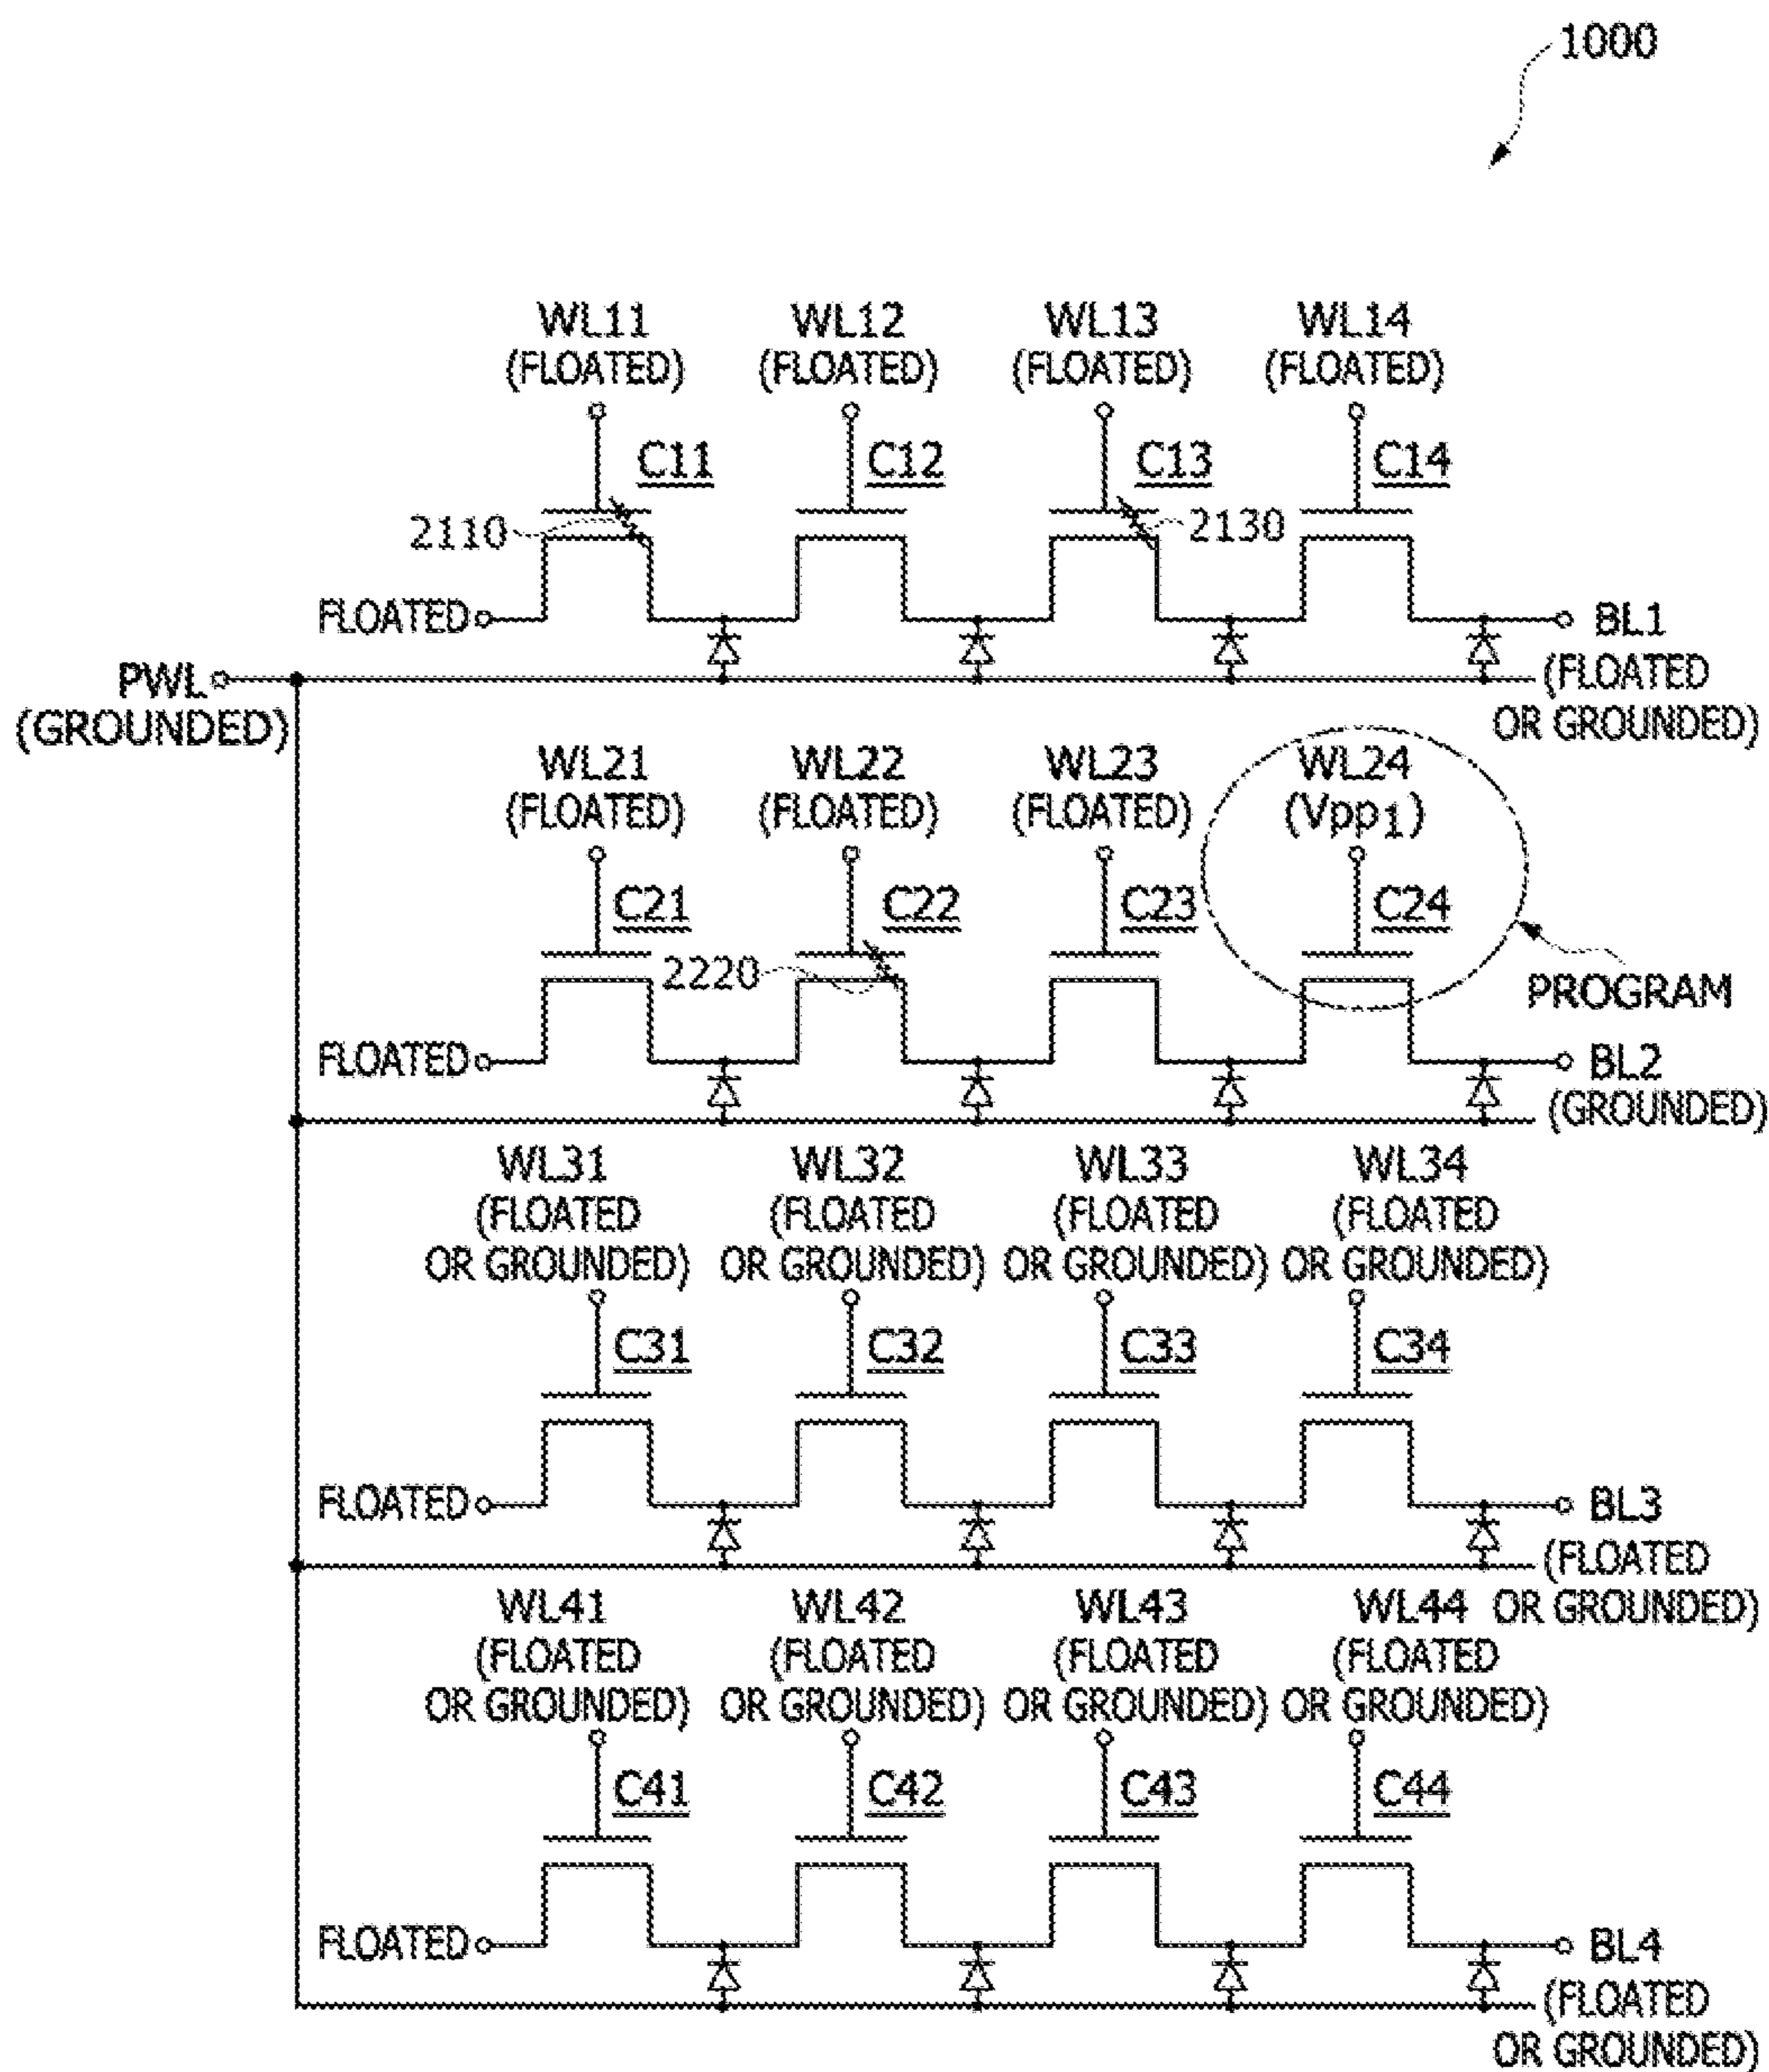 1000
WL11 WL12 WL13 WL14
(FLOATED) (FLOATED) (FLOATED) (FLOATED)
C11 C12 C13 C14
2110 2130
FLOATED BL1
PWL (FLOATED
(GROUNDED) OR GROUNDED)
WL21 WL22 WL23 WL24
(FLOATED) (FLOATED) (FLOATED) (Vpp1)
C21 C22 C23 C24
2220 PROGRAM
FLOATED BL2
(GROUNDED)
WL31 WL32 WL33 WL34
(FLOATED (FLOATED (FLOATED (FLOATED
OR GROUNDED) OR GROUNDED) OR GROUNDED) OR GROUNDED)
C31 C32 C33 C34
FLOATED BL3
(FLOATED
WL41 WL42 WL43 WL44 OR GROUNDED)
(FLOATED (FLOATED (FLOATED (FLOATED
OR GROUNDED) OR GROUNDED) OR GROUNDED) OR GROUNDED)
C41 C42 C43 C44
FLOATED BL4
(FLOATED
OR GROUNDED)